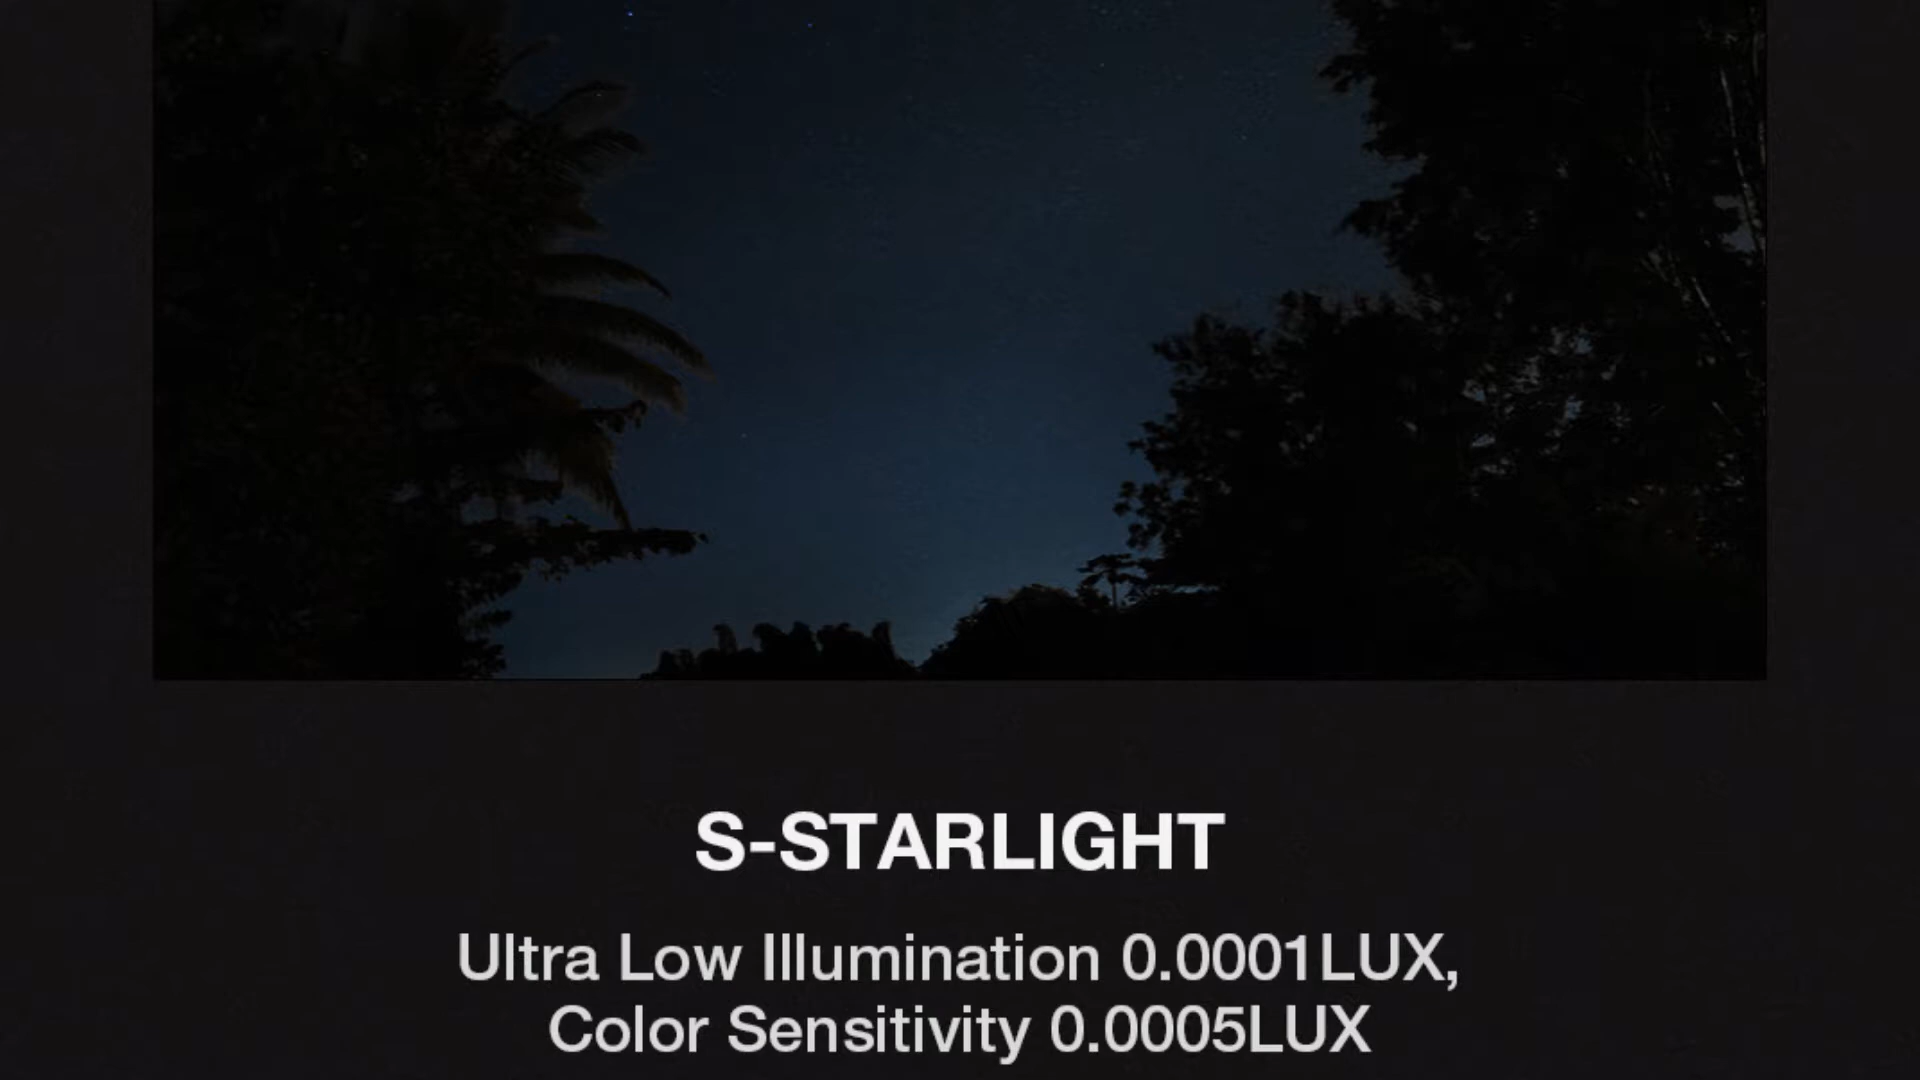 S-STARLIGHT
Ultra Low Illumination 0.0001LUX,
Color Sensitivity 0.0005LUX